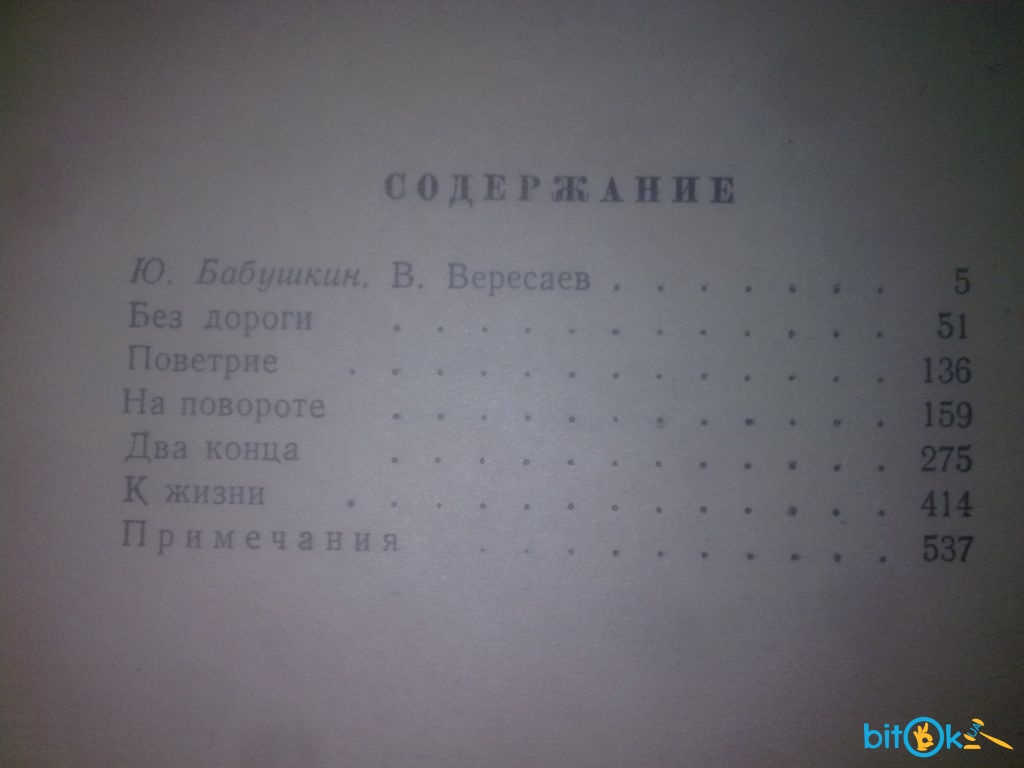 СОДЕРЖАНИЕ
Ю. Бабушкин. В. Вересаев . . . . . . . 5
Без дороги . . . . . . . . . . . . 51
Поветрие . . . . . . . . . . . . . 136
На повороте . . . . . . . . . . . . 159
Два конца . . . . . . . . . . . . 275
К жизни . . . . . . . . . . . . . 414
Примечания . . . . . . . . . . 537
bitOk.UA